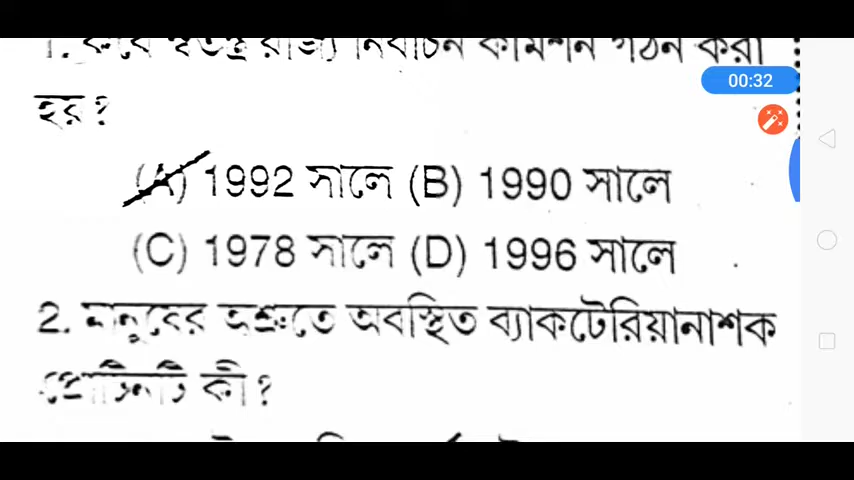 1. কবে স্বতন্ত্র রাজ্য নির্বাচন কমিশন গঠন করা
00:32
হয়?
(A) 1992 সালে (B) 1990 সালে
(C) 1978 সালে (D) 1996 সালে
2. মানুষের অশ্রুতে অবস্থিত ব্যাকটেরিয়ানাশক
প্রোটিনটি কী?